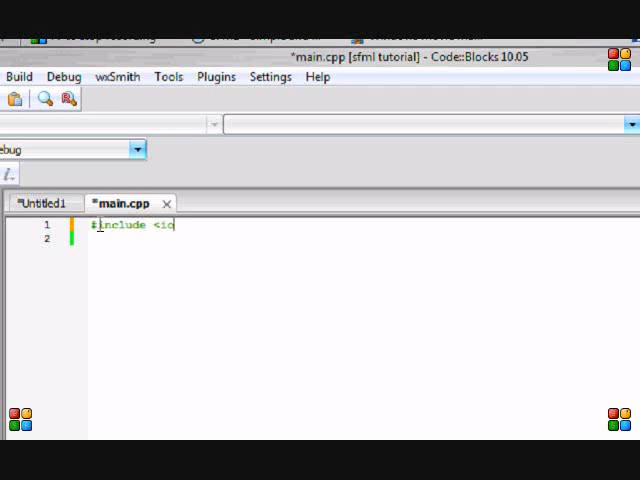 *main.cpp [sfml tutorial] - Code::Blocks 10.05
Build Debug wxSmith Tools Plugins Settings Help
ebug
*Untitled1 *main.cpp
1 #include <io
2